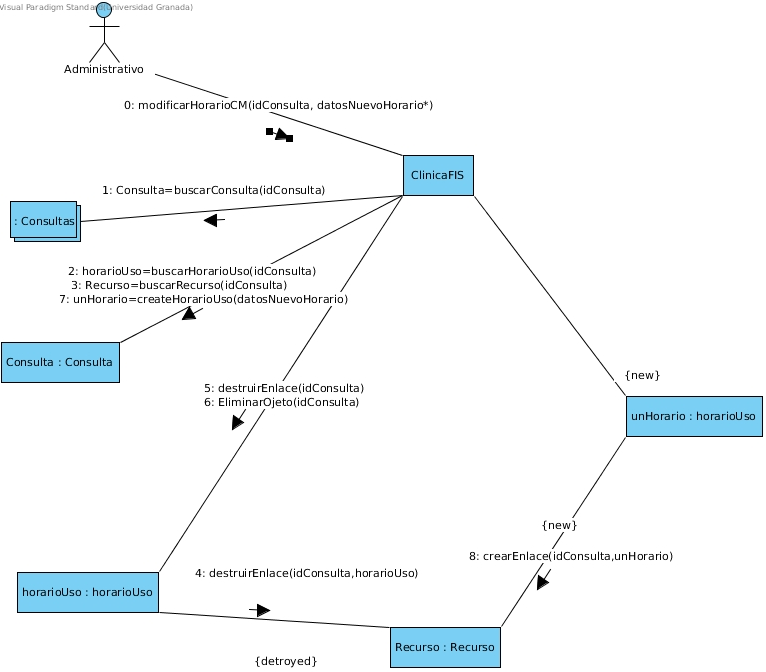 Visual Paradigm Standard(Universidad Granada)
Administrativo
0: modificarHorarioCM(idConsulta, datosNuevoHorario*)
ClinicaFIS
1: Consulta=buscarConsulta(idConsulta)
: Consultas
2: horarioUso=buscarHorarioUso(idConsulta)
3: Recurso=buscarRecurso(idConsulta)
7: unHorario=createHorarioUso(datosNuevoHorario)
Consulta : Consulta
{new}
5: destruirEnlace(idConsulta)
6: EliminarOjeto(idConsulta)
unHorario : horarioUso
{new}
8: crearEnlace(idConsulta,unHorario)
4: destruirEnlace(idConsulta,horarioUso)
horarioUso : horarioUso
Recurso : Recurso
{detroyed}